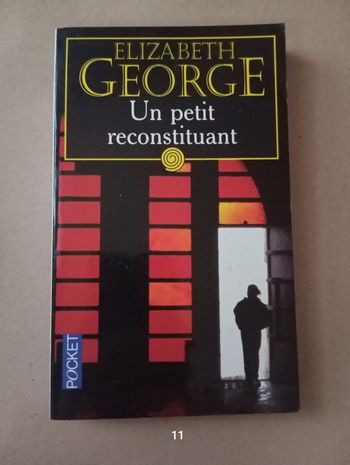 ELIZABETH
GEORGE
Un petit
reconstituant
POCKET
11